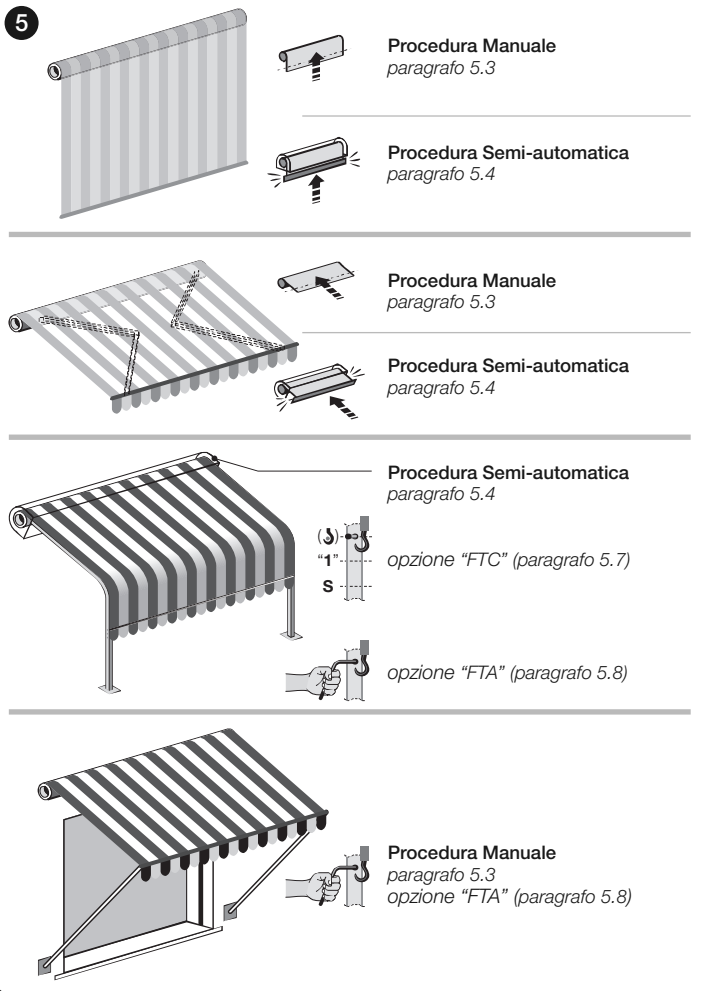 5
Procedura Manuale
paragrafo 5.3
Procedura Semi-automatica
paragrafo 5.4
Procedura Manuale
paragrafo 5.3
Procedura Semi-automatica
paragrafo 5.4
Procedura Semi-automatica
paragrafo 5.4
“1”
S
opzione “FTC” (paragrafo 5.7)
opzione “FTA” (paragrafo 5.8)
Procedura Manuale
paragrafo 5.3
opzione “FTA” (paragrafo 5.8)